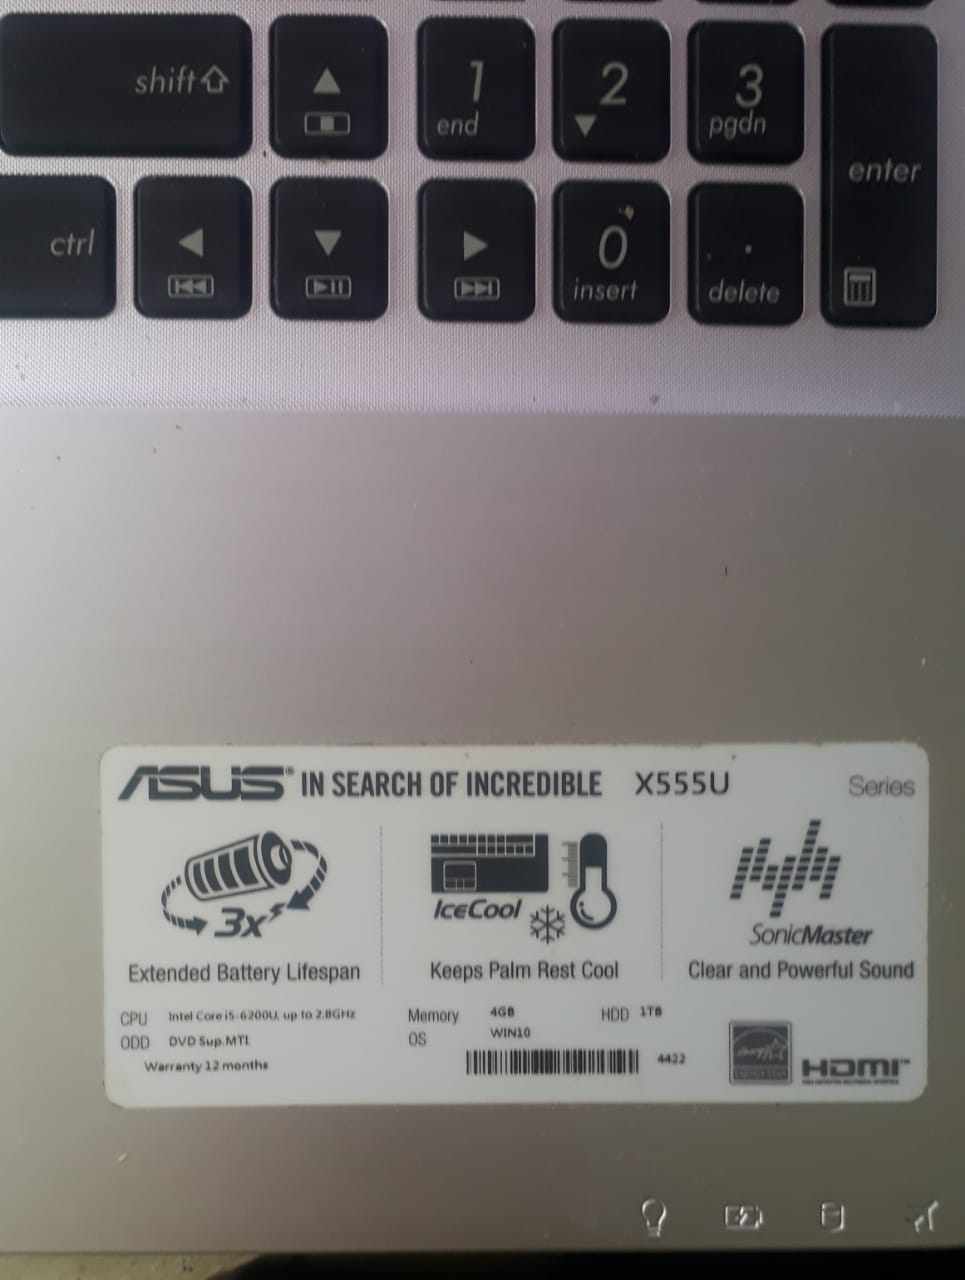 shift
1
end
2
3
pgdn
enter
ctrl
0
insert
.
delete
ASUS® IN SEARCH OF INCREDIBLE X555U Series
3x
IceCool
SonicMaster
Extended Battery Lifespan
Keeps Palm Rest Cool
Clear and Powerful Sound
CPU Intel Core i5-6200U, up to 2.8GHz
Memory 4GB
HDD 1TB
ODD DVD Sup.MTL
OS WIN10
Warranty 12 months
4422
HDMI™